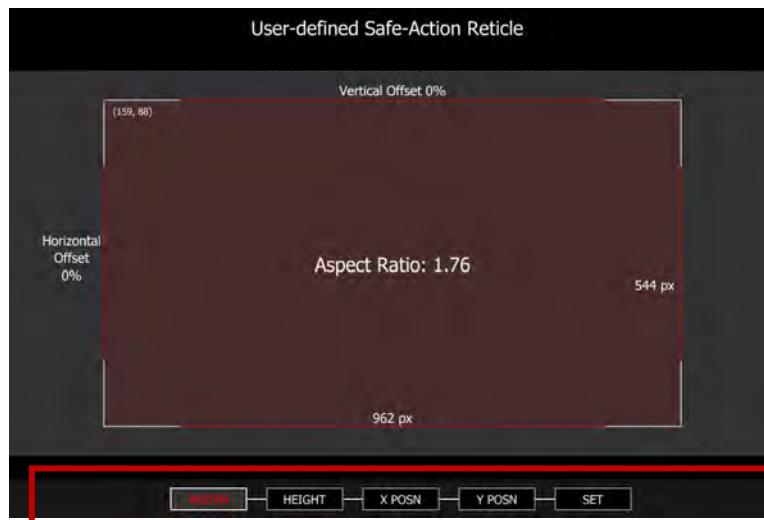 User-defined Safe-Action Reticle
Vertical Offset 0%
(159, 88)
Horizontal
Offset
0%
Aspect Ratio: 1.76
544 px
962 px
WIDTH HEIGHT X POSN Y POSN SET